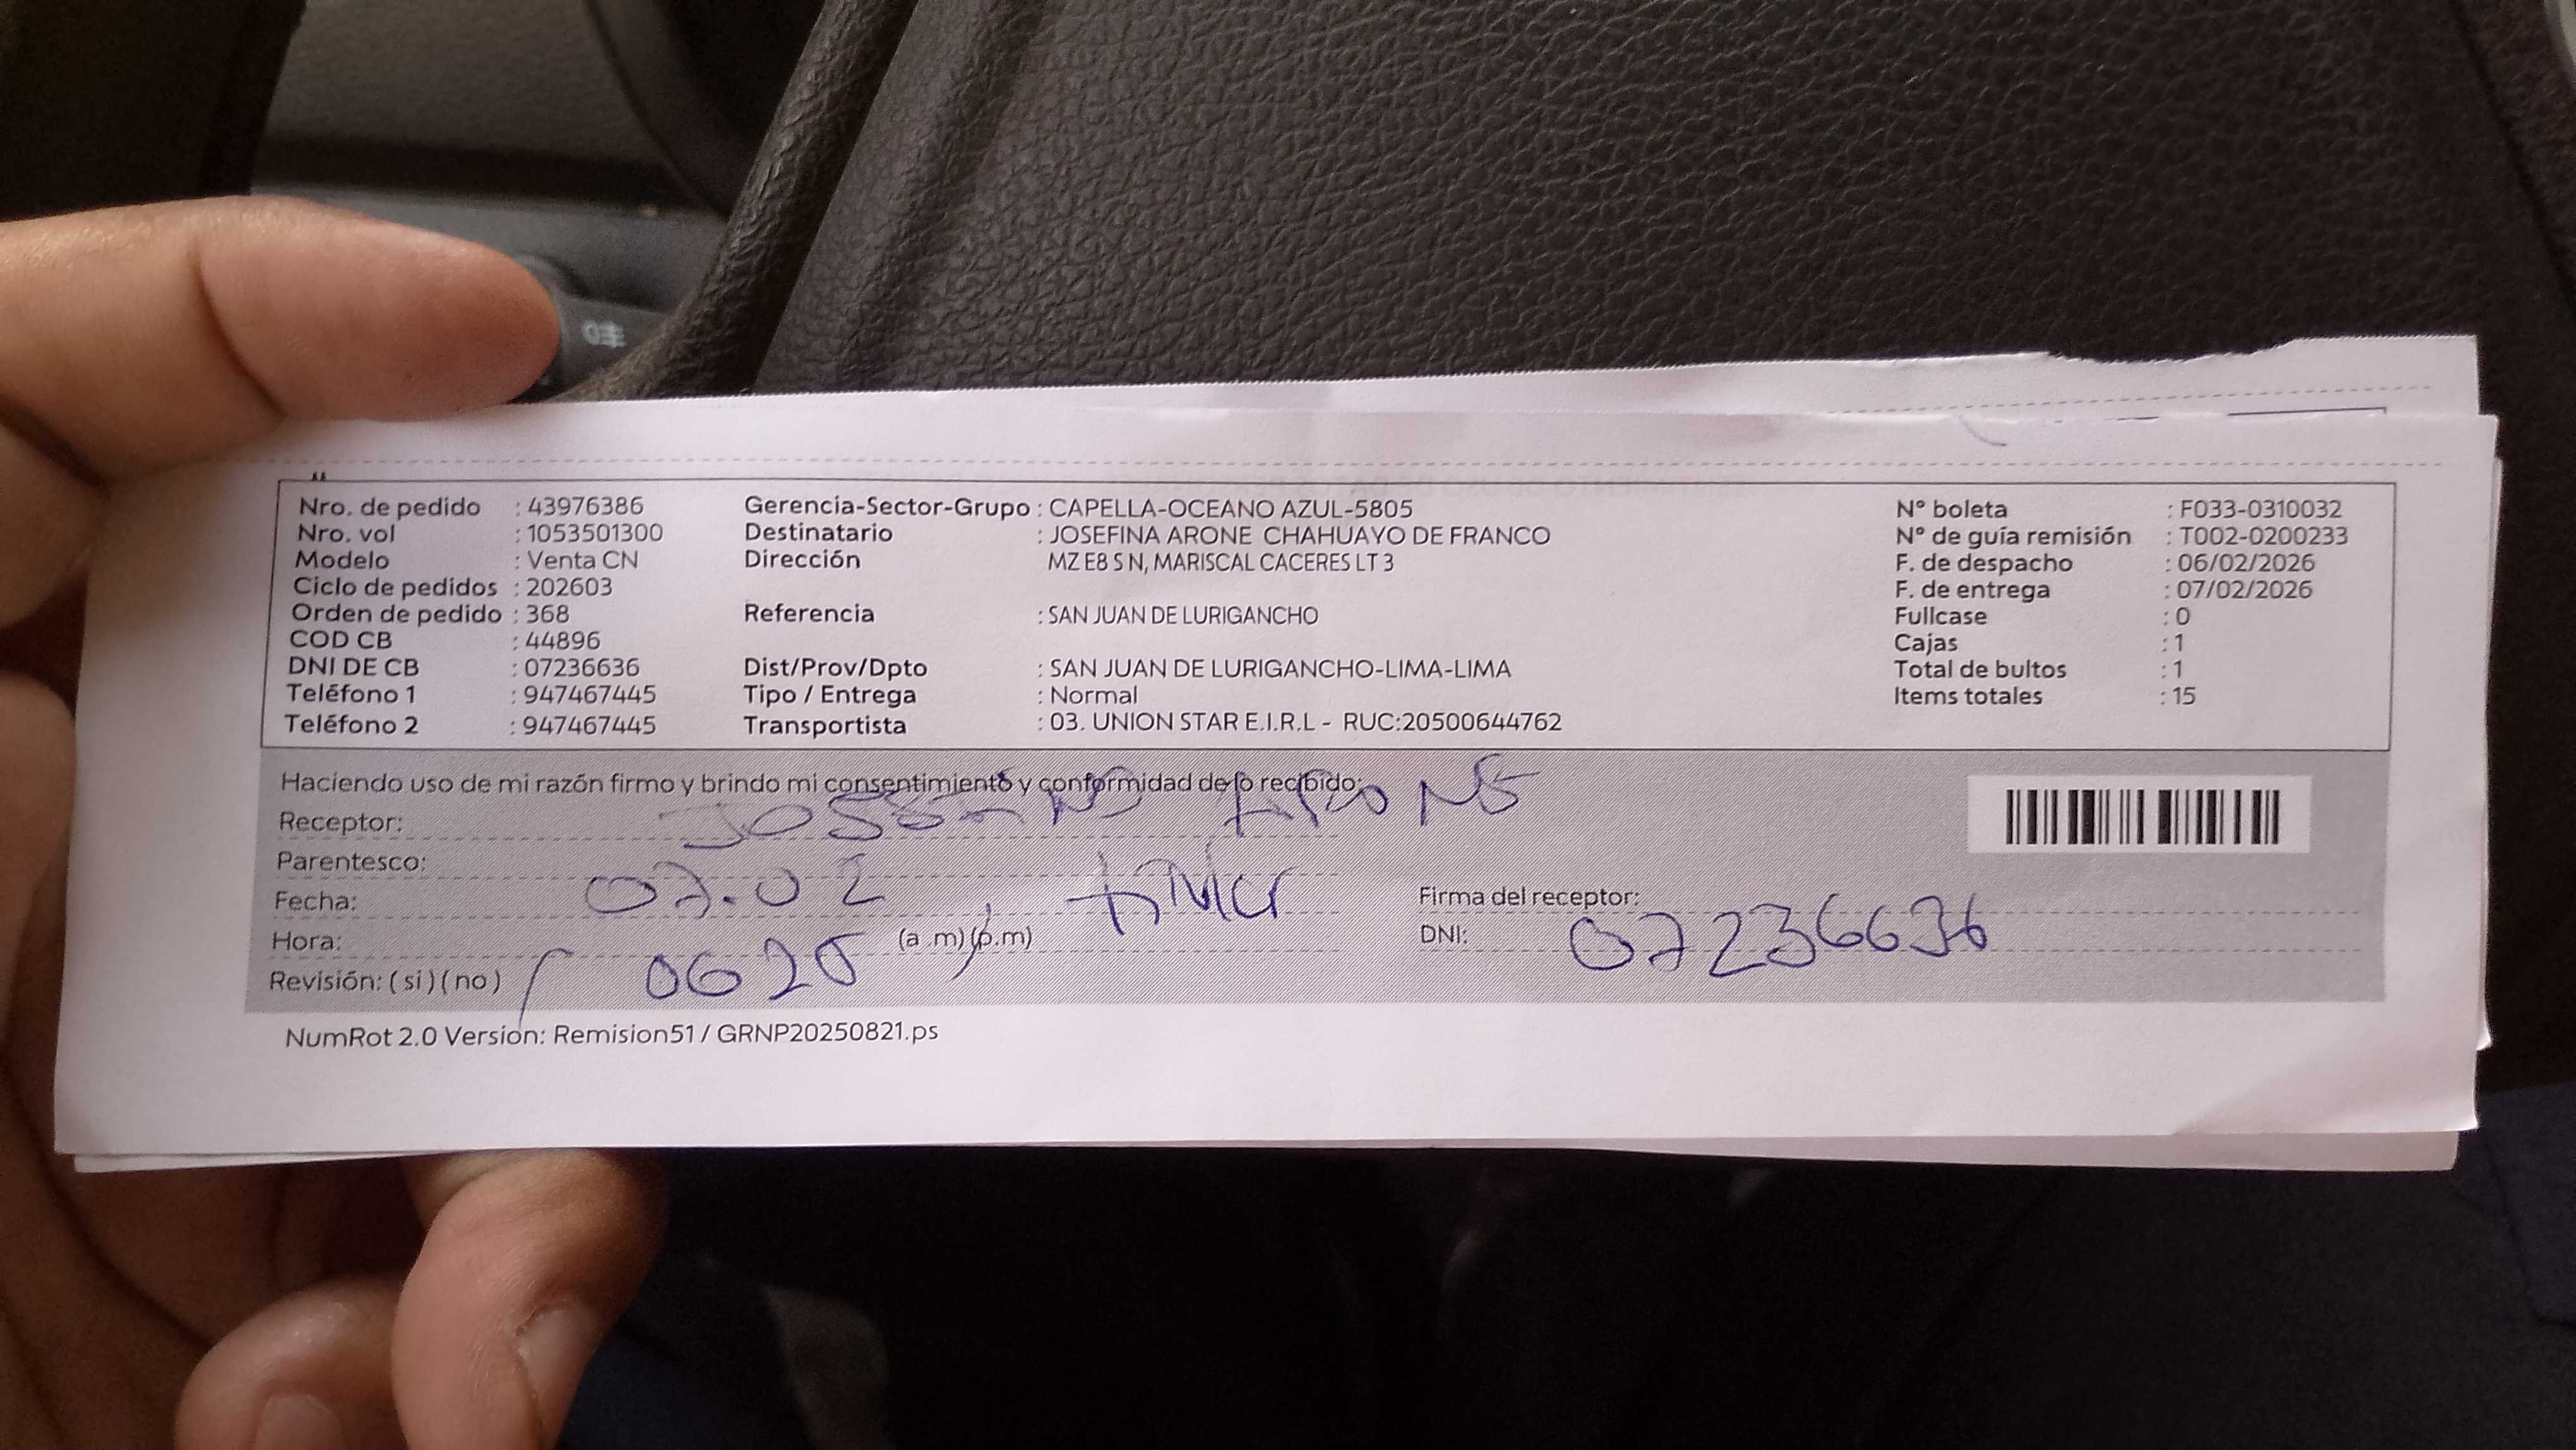 Nro. de pedido : 43976386 Gerencia-Sector-Grupo : CAPELLA-OCEANO AZUL-5805 N° boleta : F033-0310032
Nro. vol : 1053501300 Destinatario : JOSEFINA ARONE CHAHUAYO DE FRANCO N° de guía remisión : T002-0200233
Modelo : Venta CN Dirección MZ E8 S N, MARISCAL CACERES LT 3 F. de despacho : 06/02/2026
Ciclo de pedidos : 202603 F. de entrega : 07/02/2026
Orden de pedido : 368 Referencia : SAN JUAN DE LURIGANCHO Fullcase : 0
COD CB : 44896 Cajas : 1
DNI DE CB : 07236636 Dist/Prov/Dpto : SAN JUAN DE LURIGANCHO-LIMA-LIMA Total de bultos : 1
Teléfono 1 : 947467445 Tipo / Entrega : Normal Items totales : 15
Teléfono 2 : 947467445 Transportista : 03. UNION STAR E.I.R.L - RUC:20500644762
Haciendo uso de mi razón firmo y brindo mi consentimiento y conformidad de lo recibido:
Receptor: ARONE
Parentesco:
Fecha: 07.02 Firma del receptor:
Hora: 0620 (a .m)(p.m) DNI: 07236636
Revisión: ( si ) ( no )
NumRot 2.0 Version: Remision51 / GRNP20250821.ps